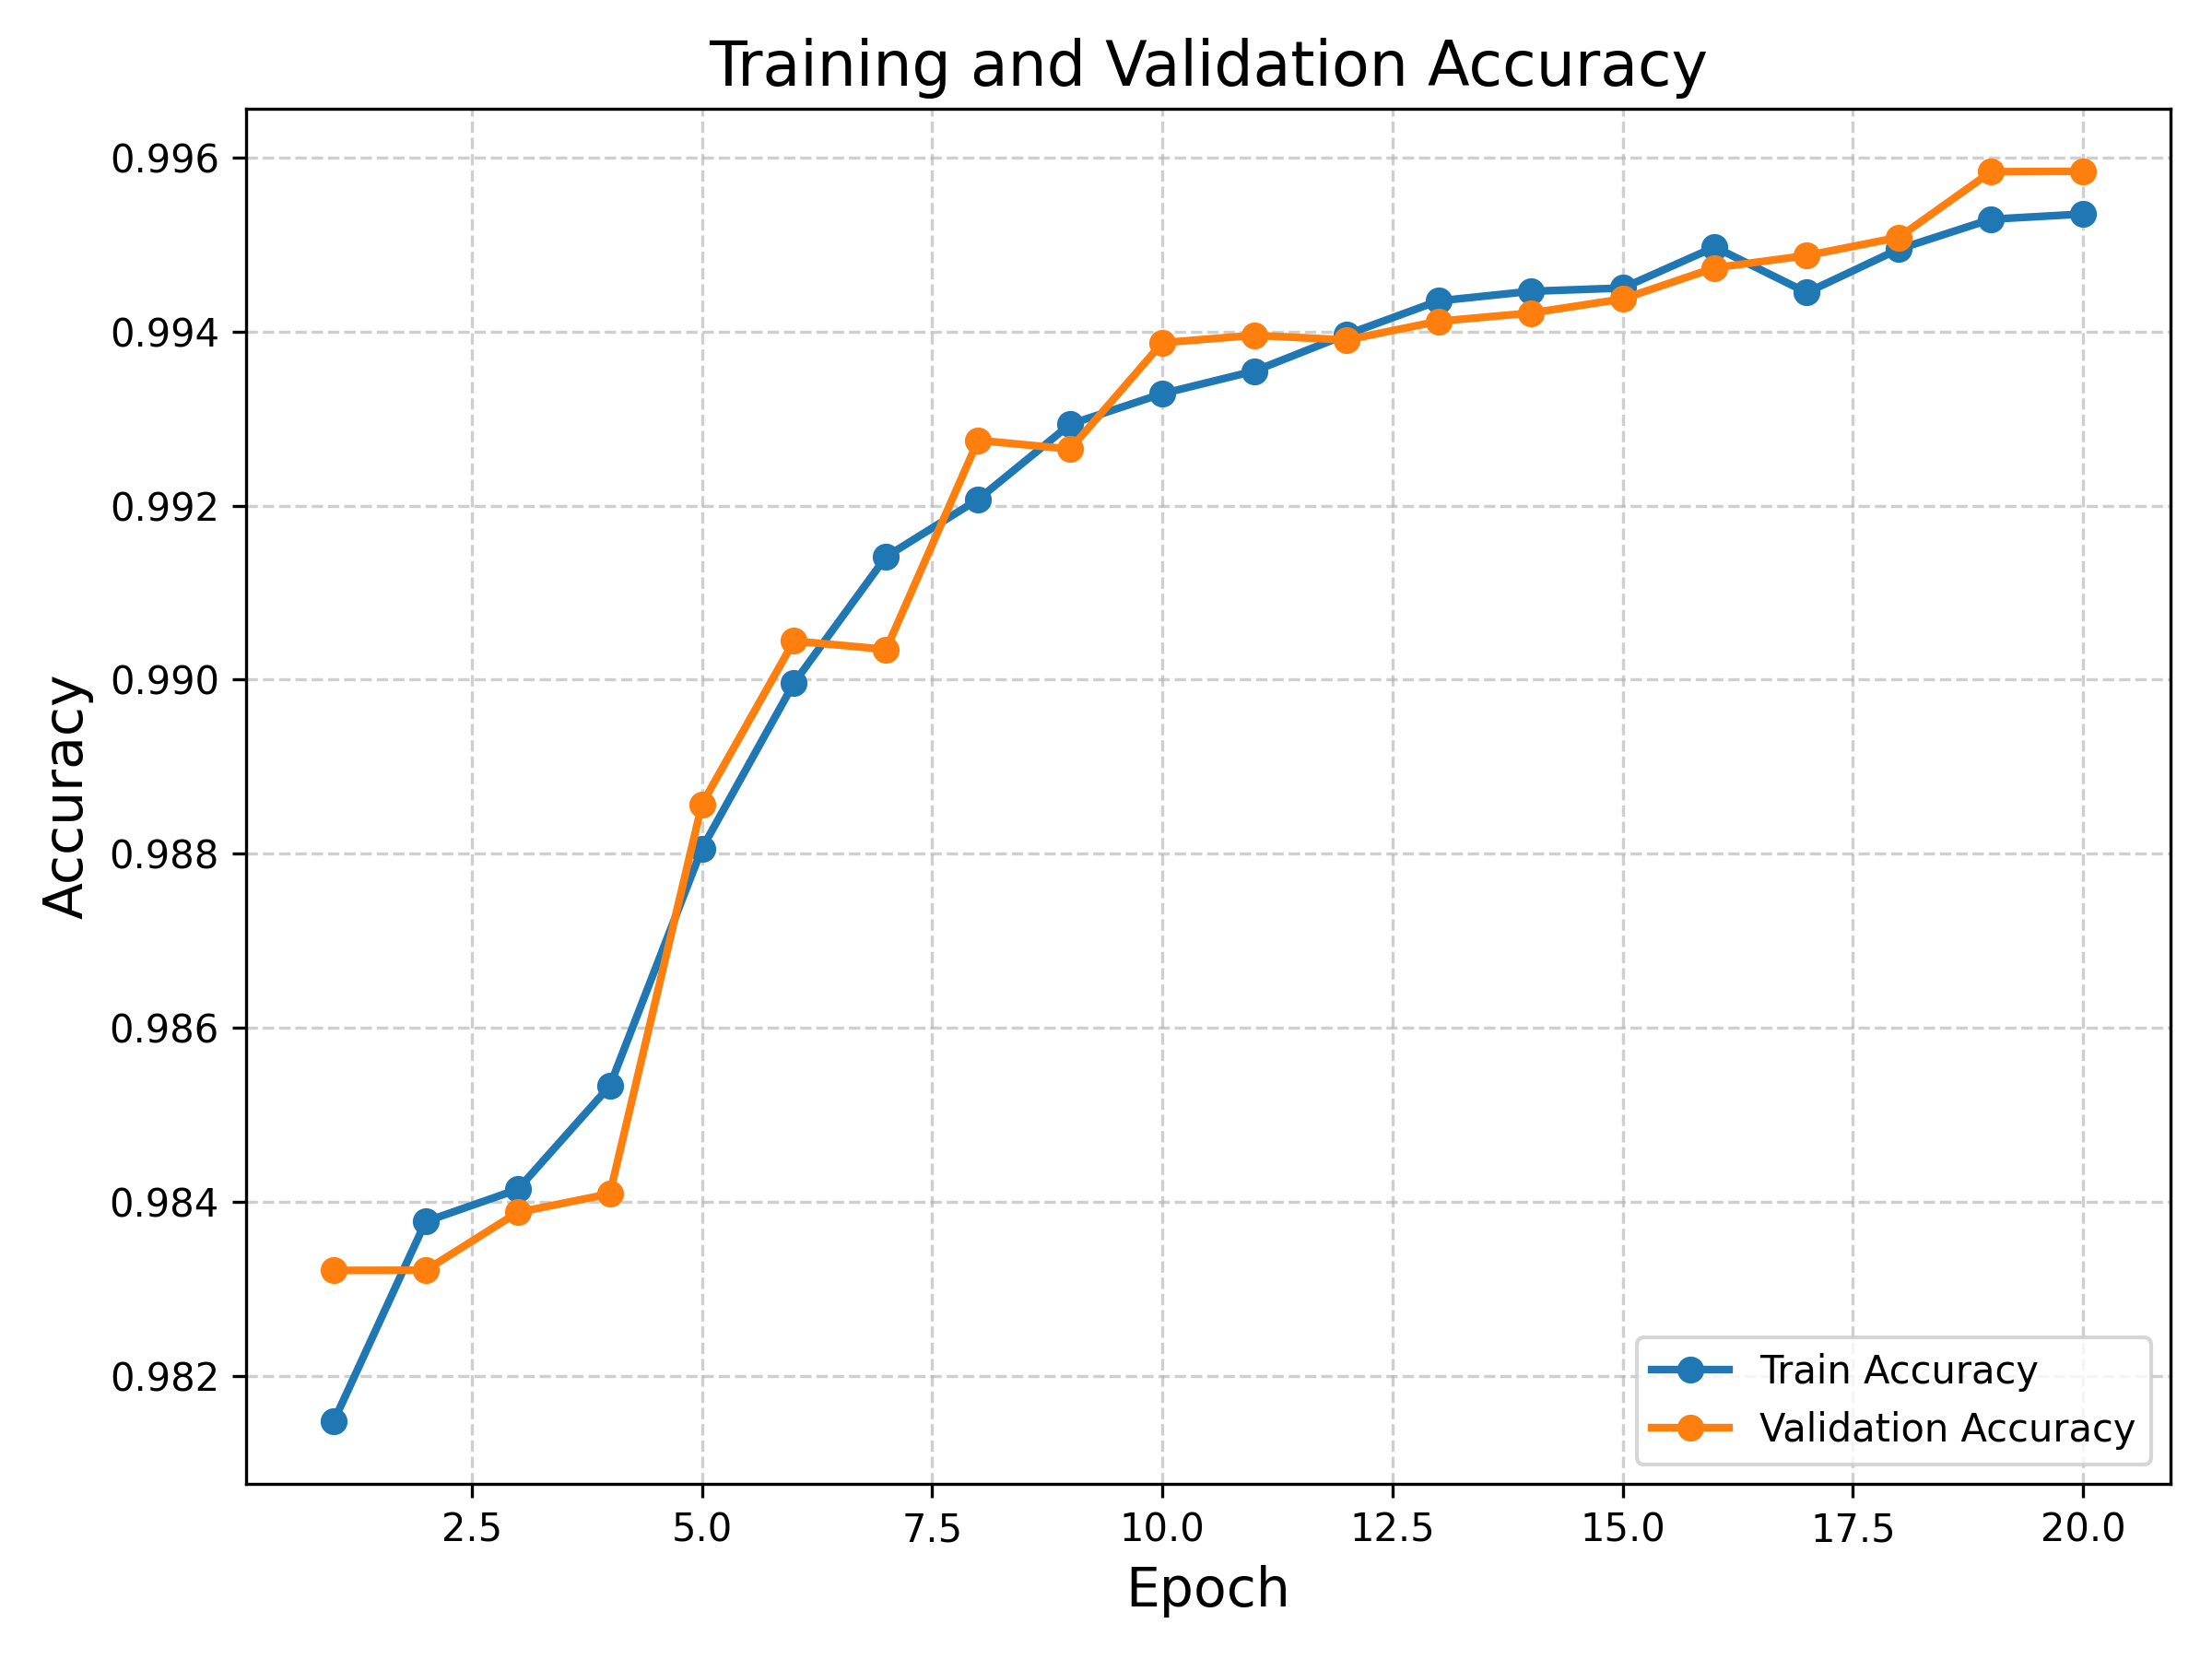 Training and Validation Accuracy
Accuracy
0.996
0.994
0.992
0.990
0.988
0.986
0.984
0.982
Train Accuracy
Validation Accuracy
2.5 5.0 7.5 10.0 12.5 15.0 17.5 20.0
Epoch